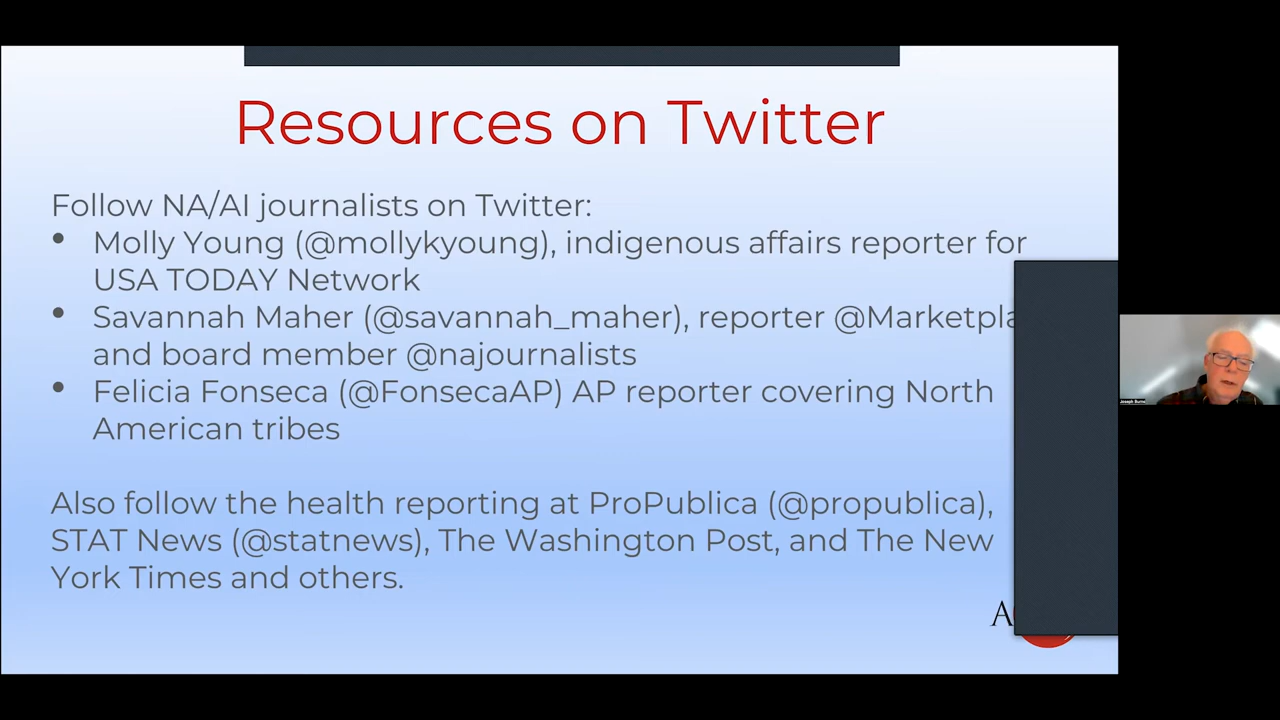 Resources on Twitter
Follow NA/AI journalists on Twitter:
• Molly Young (@mollykyoung), indigenous affairs reporter for
USA TODAY Network
• Savannah Maher (@savannah_maher), reporter
and board member @najournalists
• Felicia Fonseca (@FonsecaAP) AP reporter covering North
American tribes
Also follow the health reporting at ProPublica (@propublica),
STAT News (@statnews), The Washington Post, and The New
York Times and others.
Joseph Burns